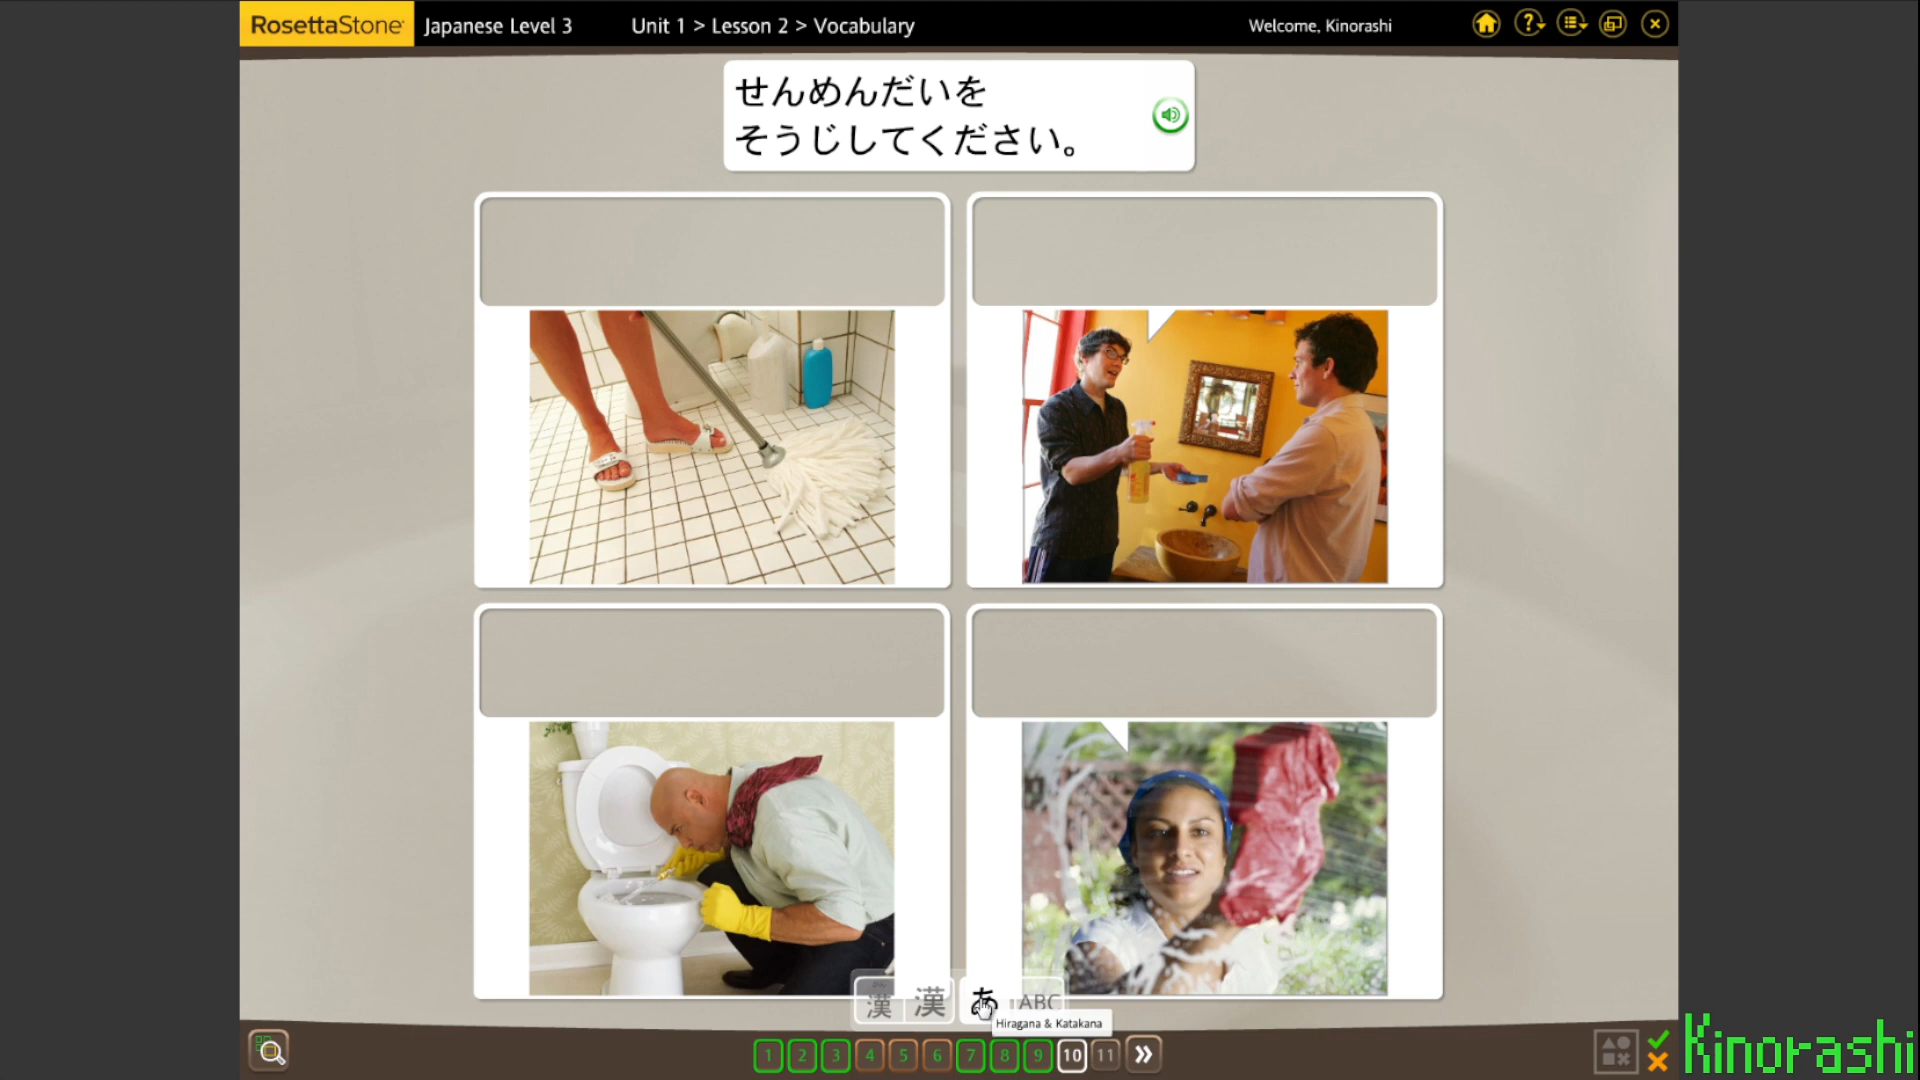 RosettaStone Japanese Level 3 Unit 1 > Lesson 2 > Vocabulary Welcome, Kinorashi
せんめんだいを
そうじしてください。
漢 漢 あ ABC
Hiragana & Katakana
1 2 3 4 5 6 7 8 9 10 11
Kinorashi